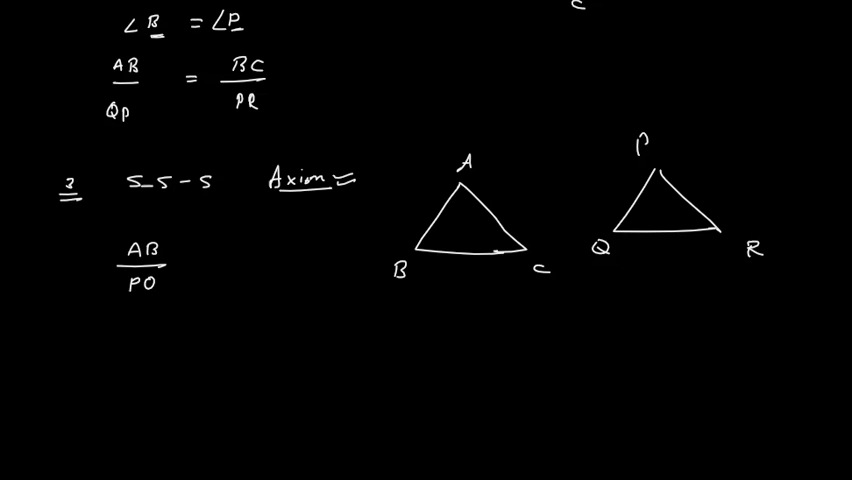 C
∠B = ∠P
AB/QP = BC/PR
3 S-S-S Axiom
AB/PQ
A
B C
P
Q R